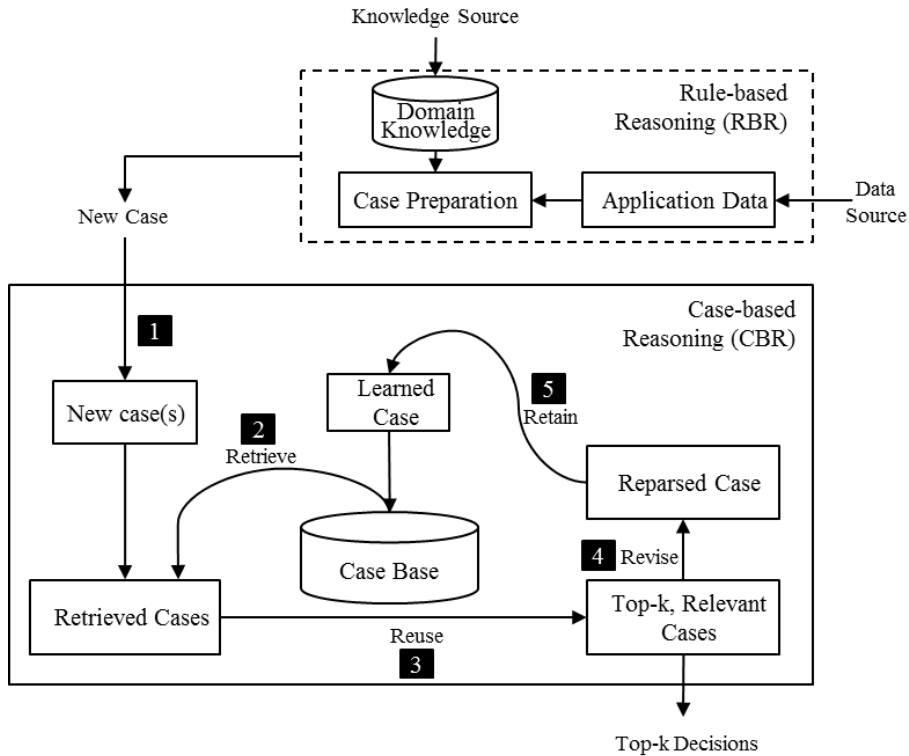 Knowledge Source
Domain
Knowledge
Rule-based
Reasoning (RBR)
Case Preparation
Application Data
Data
Source
New Case
Case-based
Reasoning (CBR)
1
New case(s)
Learned
Case
5
Retain
2
Retrieve
Reparsed Case
Case Base
4
Revise
Retrieved Cases
Top-k, Relevant
Cases
Reuse
3
Top-k Decisions